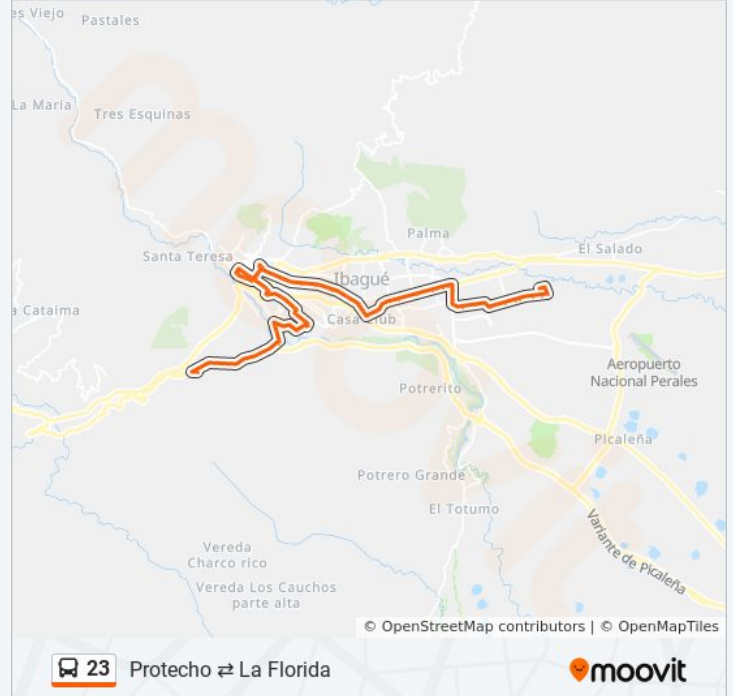 es Viejo
Pastales
La Maria
Tres Esquinas
Palma
Santa Teresa
El Salado
Ibagué
a Cataima
Casa Club
Aeropuerto
Nacional Perales
Potrerito
Picaleña
Potrero Grande
El Totumo
Variante de Picaleña
Vereda
Charco rico
Vereda Los Cauchos
parte alta
© OpenStreetMap contributors | © OpenMapTiles
23 Protecho ⇄ La Florida
moovit